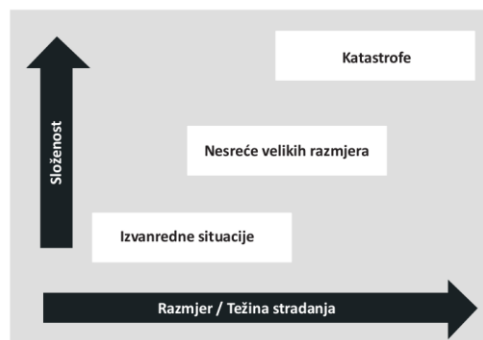 Katastrofe
Nesreće velikih razmjera
Složenost
Izvanredne situacije
Razmjer / Težina stradanja